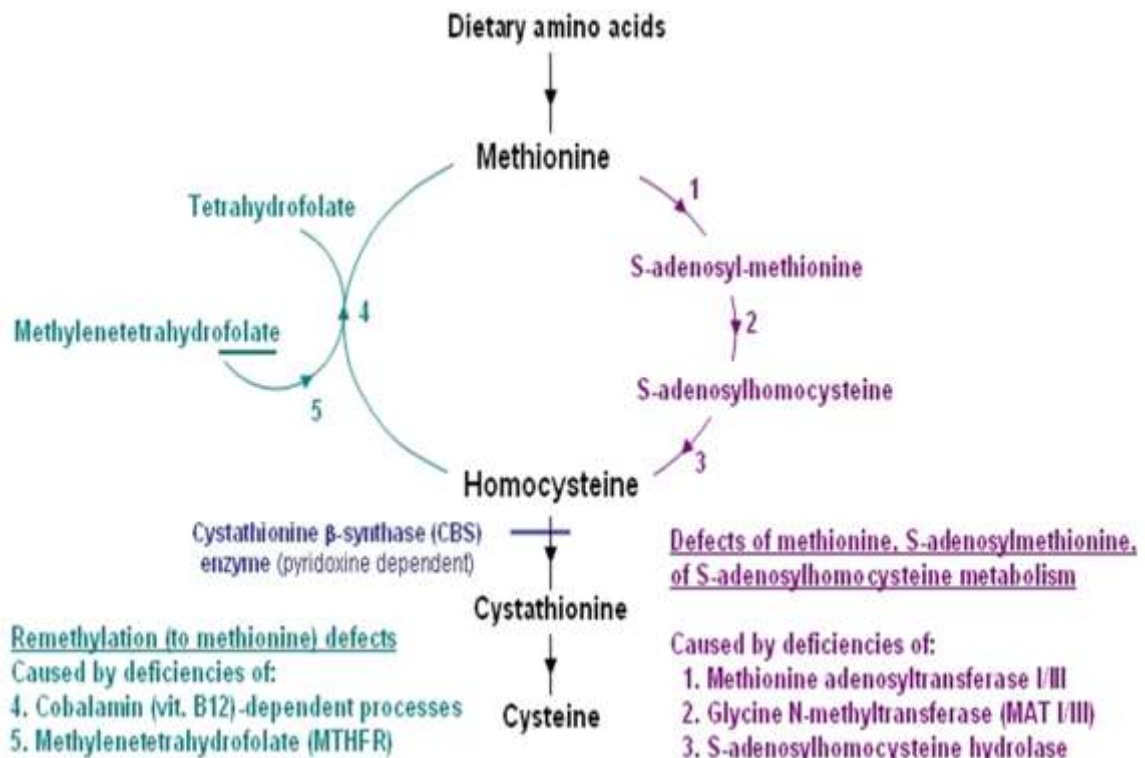 Dietary amino acids
Methionine
1
Tetrahydrofolate
S-adenosyl-methionine
4
2
Methylenetetrahydrofolate
S-adenosylhomocysteine
5
3
Homocysteine
Cystathionine β-synthase (CBS)
enzyme (pyridoxine dependent)
Cystathionine
Cysteine
Defects of methionine, S-adenosylmethionine,
of S-adenosylhomocysteine metabolism
Remethylation (to methionine) defects
Caused by deficiencies of:
4. Cobalamin (vit. B12)-dependent processes
5. Methylenetetrahydrofolate (MTHFR)
Caused by deficiencies of:
1. Methionine adenosyltransferase I/III
2. Glycine N-methyltransferase (MAT I/III)
3. S-adenosylhomocysteine hydrolase